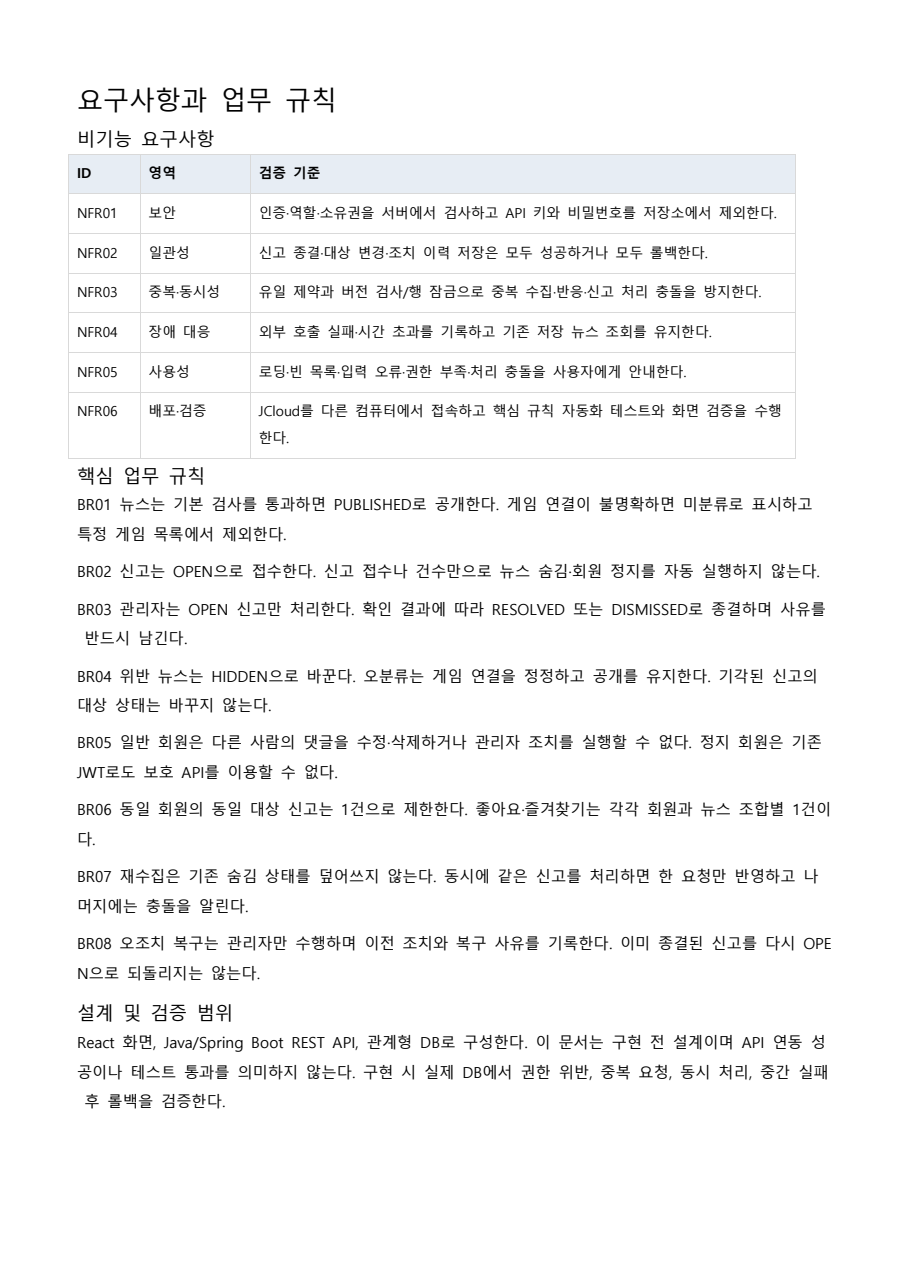 요구사항과 업무 규칙
비기능 요구사항
ID 영역 검증 기준
NFR01 보안 인증·역할·소유권을 서버에서 검사하고 API 키와 비밀번호를 저장소에서 제외한다.
NFR02 일관성 신고 종결·대상 변경·조치 이력 저장은 모두 성공하거나 모두 롤백한다.
NFR03 중복·동시성 유일 제약과 버전 검사/행 잠금으로 중복 수집·반응·신고 처리 충돌을 방지한다.
NFR04 장애 대응 외부 호출 실패·시간 초과를 기록하고 기존 저장 뉴스 조회를 유지한다.
NFR05 사용성 로딩·빈 목록·입력 오류·권한 부족·처리 충돌을 사용자에게 안내한다.
NFR06 배포·검증 JCloud를 다른 컴퓨터에서 접속하고 핵심 규칙 자동화 테스트와 화면 검증을 수행
한다.
핵심 업무 규칙
BR01 뉴스는 기본 검사를 통과하면 PUBLISHED로 공개한다. 게임 연결이 불명확하면 미분류로 표시하고
특정 게임 목록에서 제외한다.
BR02 신고는 OPEN으로 접수한다. 신고 접수나 건수만으로 뉴스 숨김·회원 정지를 자동 실행하지 않는다.
BR03 관리자는 OPEN 신고만 처리한다. 확인 결과에 따라 RESOLVED 또는 DISMISSED로 종결하며 사유를
반드시 남긴다.
BR04 위반 뉴스는 HIDDEN으로 바꾼다. 오분류는 게임 연결을 정정하고 공개를 유지한다. 기각된 신고의
대상 상태는 바꾸지 않는다.
BR05 일반 회원은 다른 사람의 댓글을 수정·삭제하거나 관리자 조치를 실행할 수 없다. 정지 회원은 기존
JWT로도 보호 API를 이용할 수 없다.
BR06 동일 회원의 동일 대상 신고는 1건으로 제한한다. 좋아요·즐겨찾기는 각각 회원과 뉴스 조합별 1건이
다.
BR07 재수집은 기존 숨김 상태를 덮어쓰지 않는다. 동시에 같은 신고를 처리하면 한 요청만 반영하고 나
머지에는 충돌을 알린다.
BR08 오조치 복구는 관리자만 수행하며 이전 조치와 복구 사유를 기록한다. 이미 종결된 신고를 다시 OPE
N으로 되돌리지는 않는다.
설계 및 검증 범위
React 화면, Java/Spring Boot REST API, 관계형 DB로 구성한다. 이 문서는 구현 전 설계이며 API 연동 성
공이나 테스트 통과를 의미하지 않는다. 구현 시 실제 DB에서 권한 위반, 중복 요청, 동시 처리, 중간 실패
후 롤백을 검증한다.